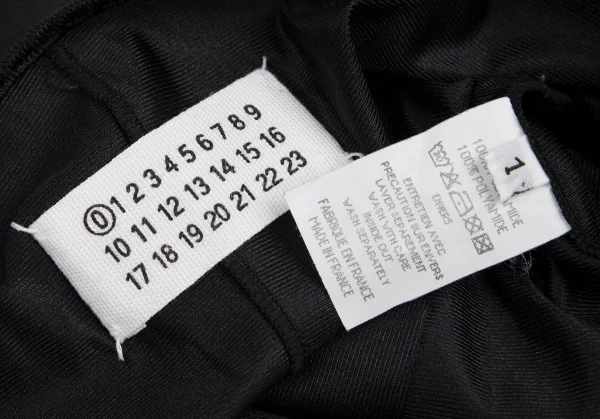 0 1 2 3 4 5 6 7 8 9
10 11 12 13 14 15 16
17 18 19 20 21 22 23
1
100% POLYAMIDE
ENVERS
ENTRETIEN AVEC
PRECAUTION SUR ENVERS
LAVER SEPAREMENT
WASH WITH CARE
INSIDE OUT
WASH SEPARATELY
FABRIQUE EN FRANCE
MADE IN FRANCE